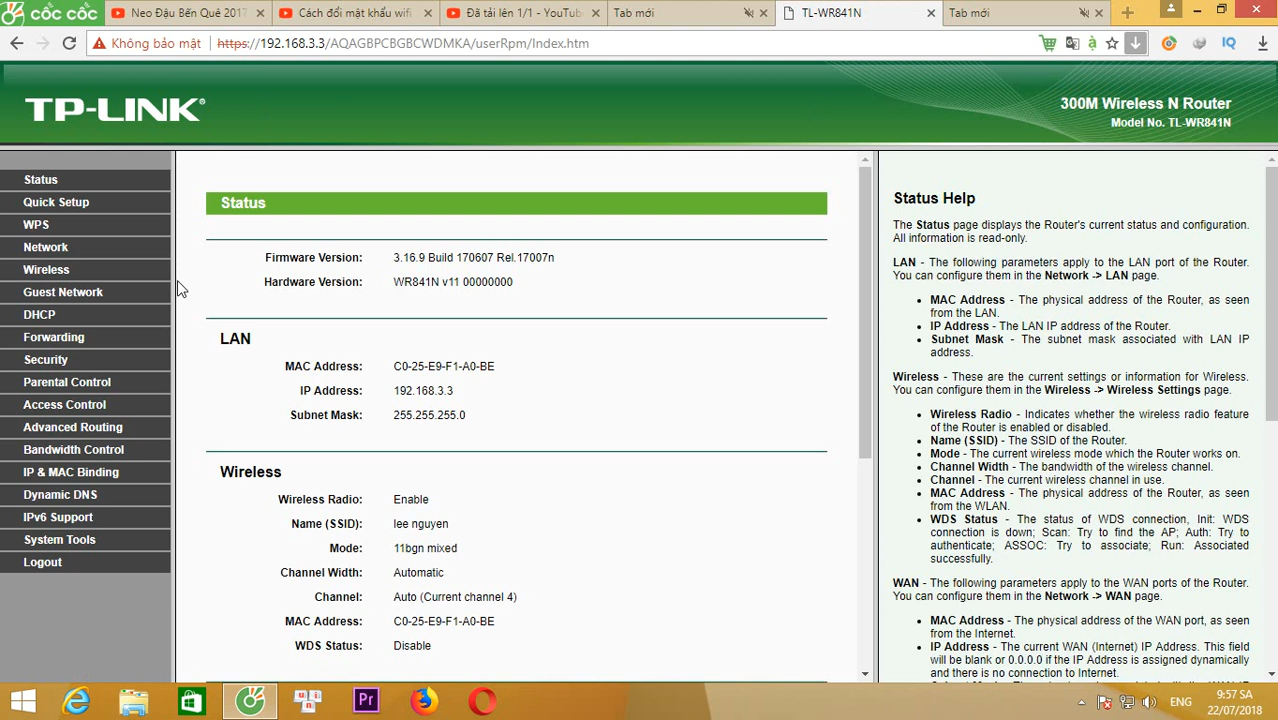 CỐC CỐC
Neo Đậu Bến Quê 2017
Cách đổi mật khẩu wifi
Đã tải lên 1/1 - YouTube
Tab mới
TL-WR841N
Tab mới
Không bảo mật
https://192.168.3.3/AQAGBPCBGBCWDMKA/userRpm/Index.htm
TP-LINK
300M Wireless N Router
Model No. TL-WR841N
Status
Quick Setup
WPS
Network
Wireless
Guest Network
DHCP
Forwarding
Security
Parental Control
Access Control
Advanced Routing
Bandwidth Control
IP & MAC Binding
Dynamic DNS
IPv6 Support
System Tools
Logout
Status
Firmware Version: 3.16.9 Build 170607 Rel.17007n
Hardware Version: WR841N v11 00000000
LAN
MAC Address: C0-25-E9-F1-A0-BE
IP Address: 192.168.3.3
Subnet Mask: 255.255.255.0
Wireless
Wireless Radio: Enable
Name (SSID): lee nguyen
Mode: 11bgn mixed
Channel Width: Automatic
Channel: Auto (Current channel 4)
MAC Address: C0-25-E9-F1-A0-BE
WDS Status: Disable
Status Help
The Status page displays the Router's current status and configuration.
All information is read-only.
LAN - The following parameters apply to the LAN port of the Router.
You can configure them in the Network -> LAN page.
MAC Address - The physical address of the Router, as seen
from the LAN.
IP Address - The LAN IP address of the Router.
Subnet Mask - The subnet mask associated with LAN IP
address.
Wireless - These are the current settings or information for Wireless.
You can configure them in the Wireless -> Wireless Settings page.
Wireless Radio - Indicates whether the wireless radio feature
of the Router is enabled or disabled.
Name (SSID) - The SSID of the Router.
Mode - The current wireless mode which the Router works on.
Channel Width - The bandwidth of the wireless channel.
Channel - The current wireless channel in use.
MAC Address - The physical address of the Router, as seen
from the WLAN.
WDS Status - The status of WDS connection, Init: WDS
connection is down; Scan: Try to find the AP; Auth: Try to
authenticate; ASSOC: Try to associate; Run: Associated
successfully.
WAN - The following parameters apply to the WAN ports of the Router.
You can configure them in the Network -> WAN page.
MAC Address - The physical address of the WAN port, as seen
from the Internet.
IP Address - The current WAN (Internet) IP Address. This field
will be blank or 0.0.0.0 if the IP Address is assigned dynamically
and there is no connection to Internet.
Pr
ENG
9:57 SA
22/07/2018